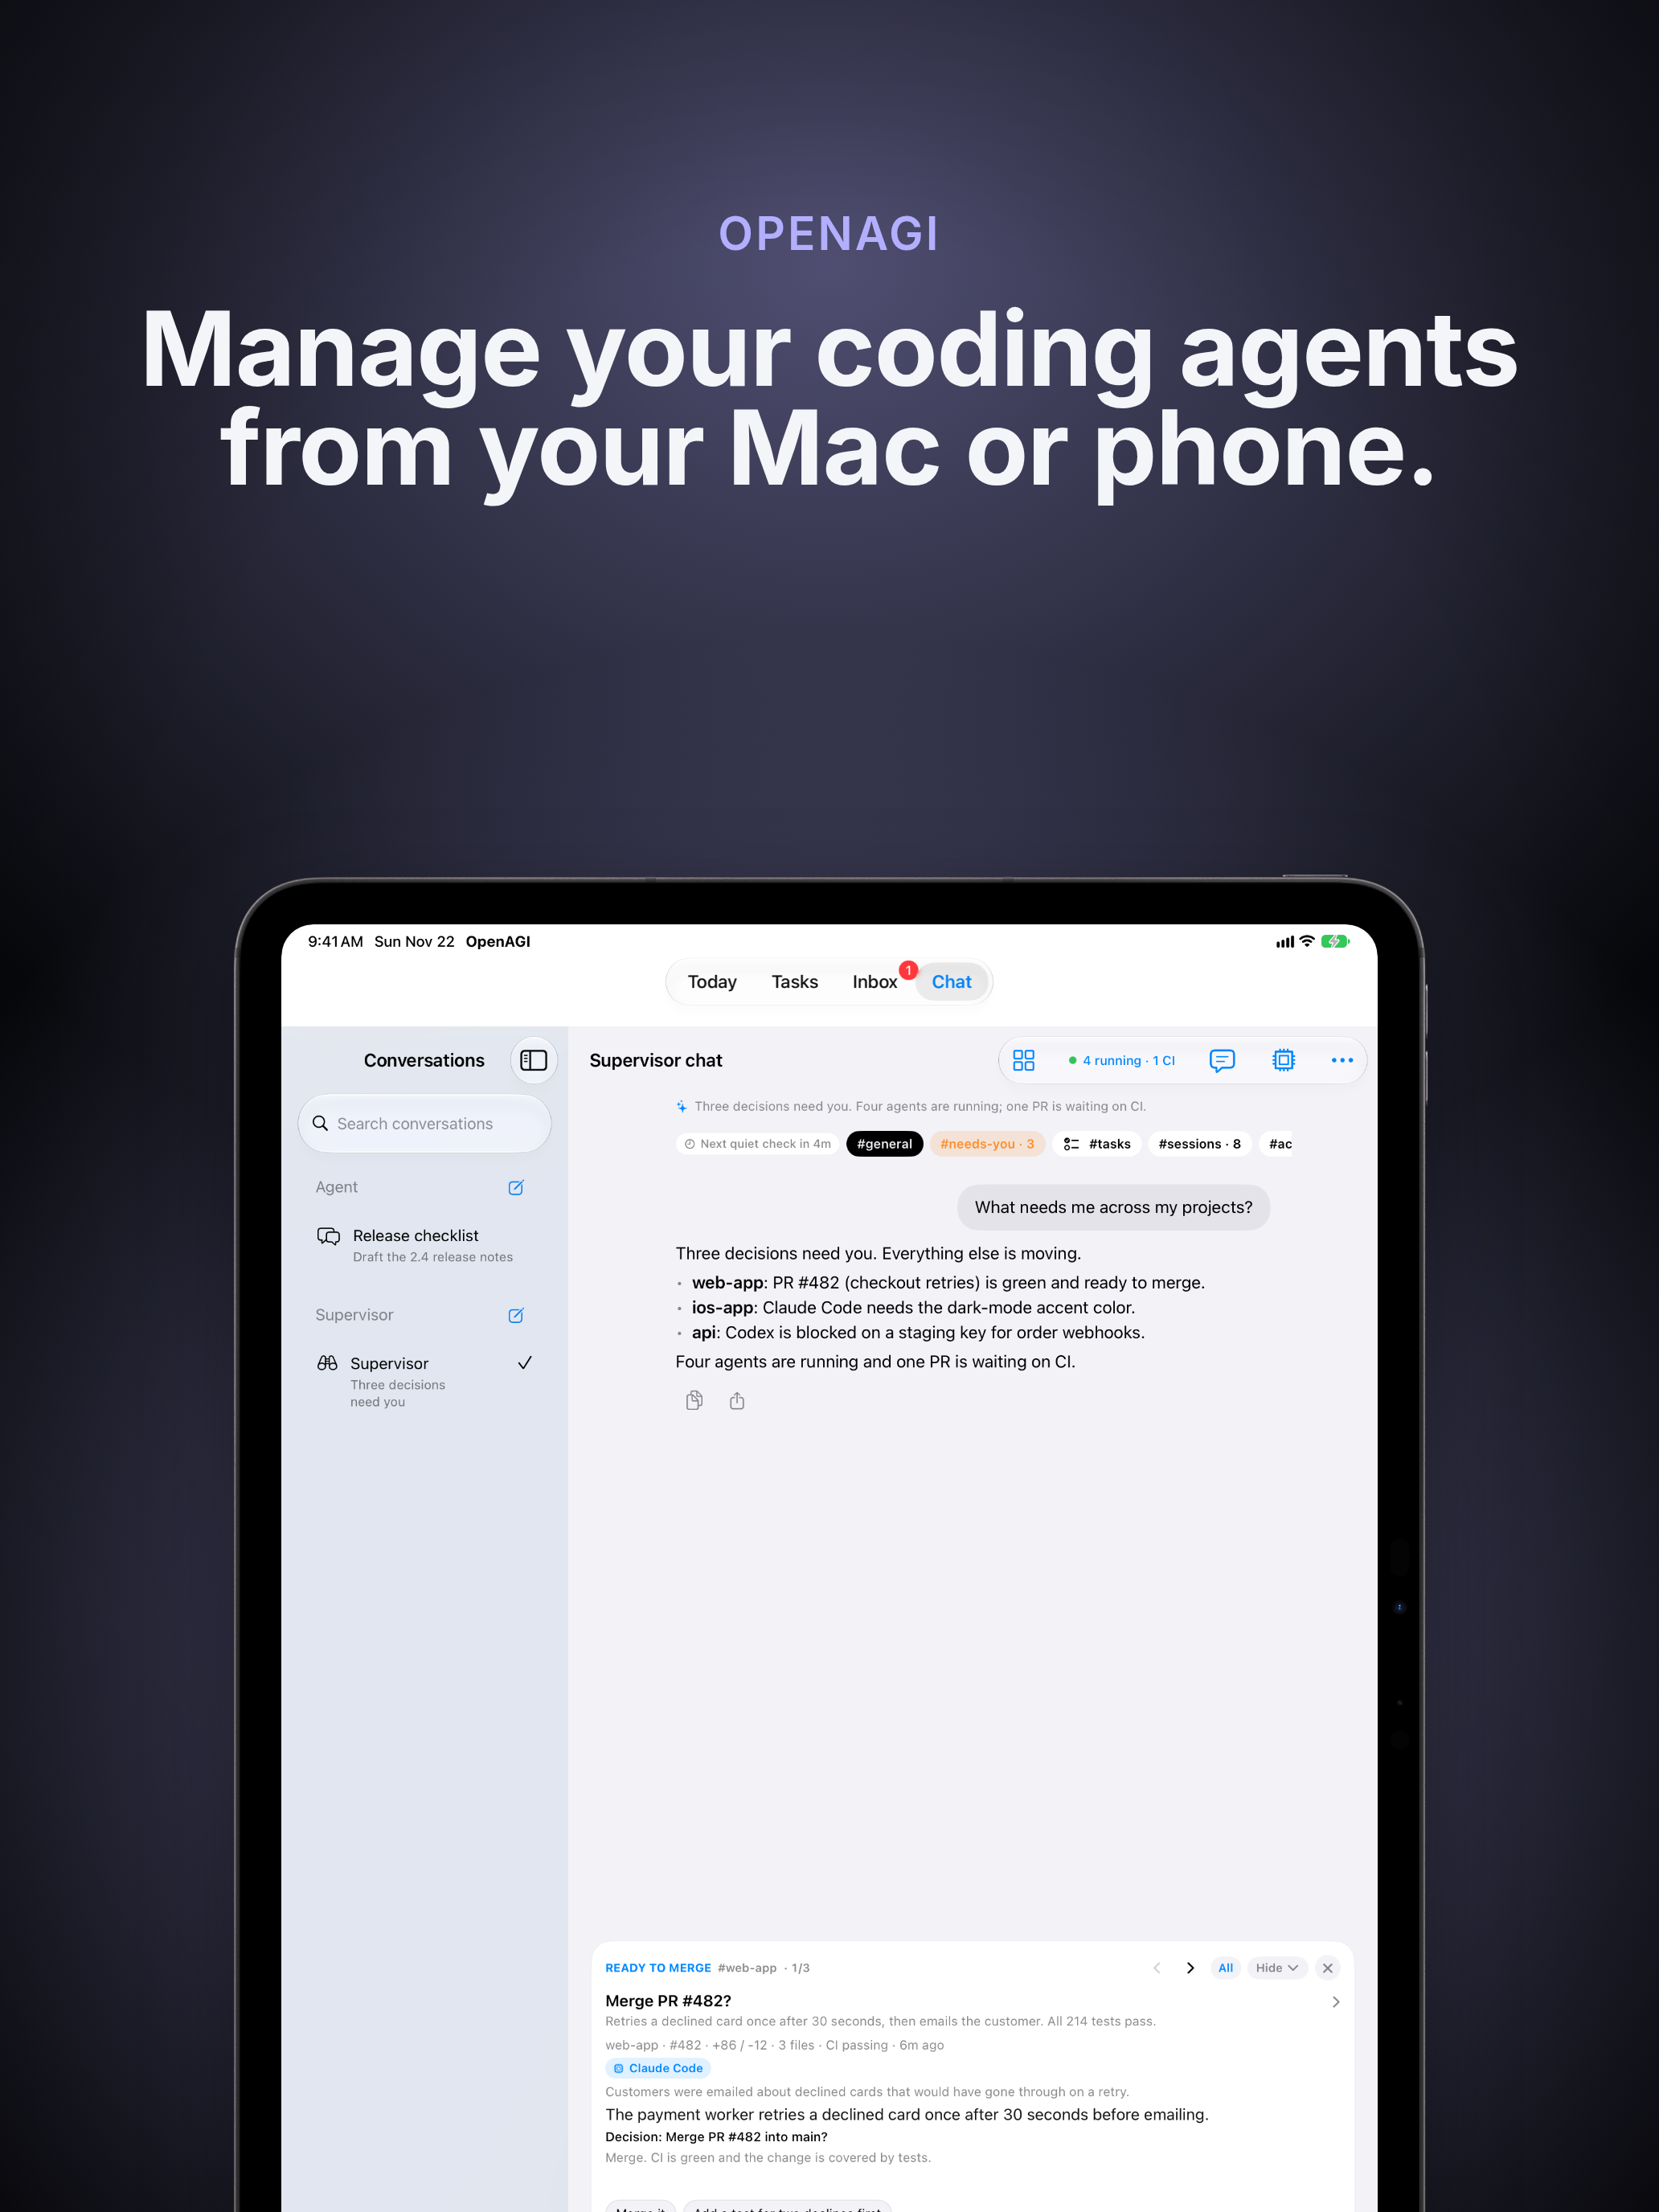 OPENAGI
Manage your coding agents
from your Mac or phone.
9:41 AM Sun Nov 22 OpenAGI
Today Tasks Inbox 1 Chat
Conversations
Search conversations
Agent
Release checklist
Draft the 2.4 release notes
Supervisor
Supervisor
Three decisions
need you
Supervisor chat
4 running · 1 CI
Three decisions need you. Four agents are running; one PR is waiting on CI.
Next quiet check in 4m #general #needs-you · 3 #tasks #sessions · 8 #ac
What needs me across my projects?
Three decisions need you. Everything else is moving.
• web-app: PR #482 (checkout retries) is green and ready to merge.
• ios-app: Claude Code needs the dark-mode accent color.
• api: Codex is blocked on a staging key for order webhooks.
Four agents are running and one PR is waiting on CI.
READY TO MERGE #web-app · 1/3 All Hide
Merge PR #482?
Retries a declined card once after 30 seconds, then emails the customer. All 214 tests pass.
web-app · #482 · +86 / -12 · 3 files · CI passing · 6m ago
Claude Code
Customers were emailed about declined cards that would have gone through on a retry.
The payment worker retries a declined card once after 30 seconds before emailing.
Decision: Merge PR #482 into main?
Merge. CI is green and the change is covered by tests.
Merge it Add a test for two declines first